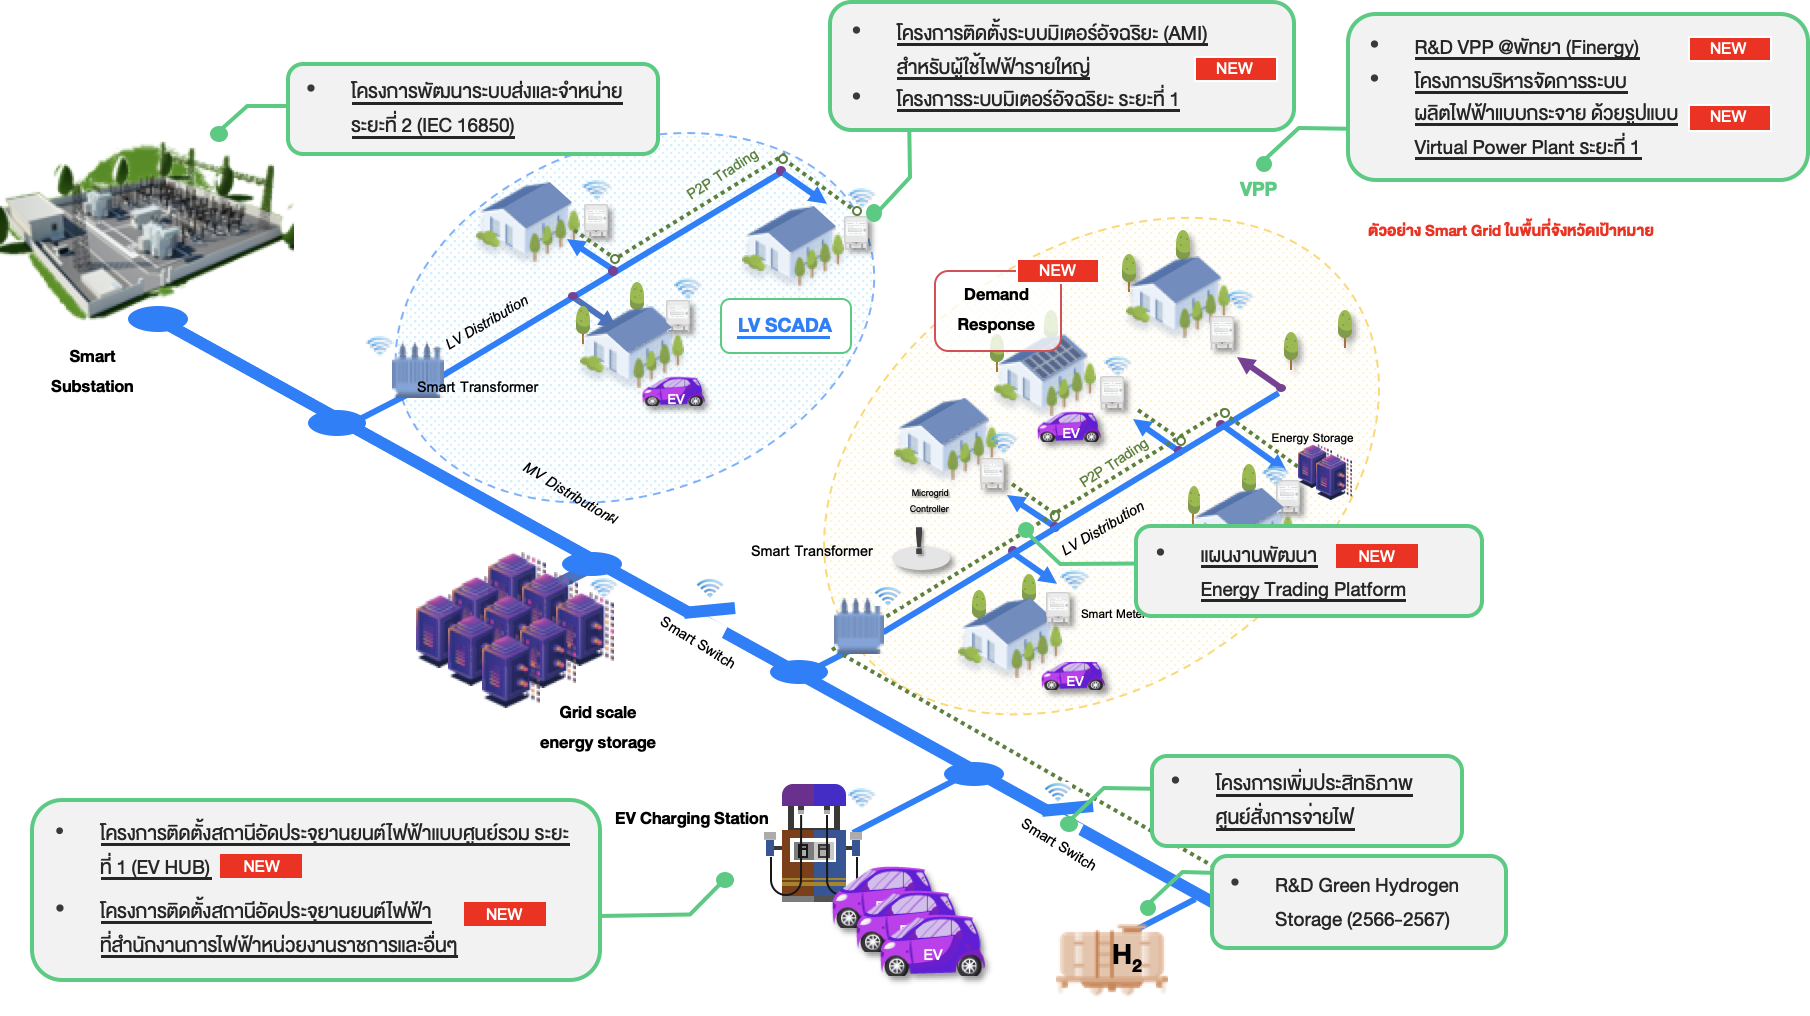 โครงการติดตั้งระบบมิเตอร์อัจฉริยะ (AMI)
สำหรับผู้ใช้ไฟฟ้ารายใหญ่
NEW
โครงการระบบมิเตอร์อัจฉริยะ ระยะที่ 1
R&D VPP @พัทยา (Finergy)
NEW
โครงการบริหารจัดการระบบ
ผลิตไฟฟ้าแบบกระจาย ด้วยรูปแบบ
NEW
Virtual Power Plant ระยะที่ 1
โครงการพัฒนาระบบส่งและจำหน่าย
ระยะที่ 2 (IEC 16850)
VPP
ตัวอย่าง Smart Grid ในพื้นที่จังหวัดเป้าหมาย
P2P Trading
LV Distribution
LV SCADA
NEW
Demand
Response
Smart
Substation
Smart Transformer
EV
EV
Energy Storage
P2P Trading
MV Distributionฝ
Microgrid
Controller
!
LV Distribution
Smart Transformer
แผนงานพัฒนา
NEW
Energy Trading Platform
Smart Meter
Smart Switch
EV
Grid scale
energy storage
โครงการเพิ่มประสิทธิภาพ
ศูนย์สั่งการจ่ายไฟ
EV Charging Station
Smart Switch
โครงการติดตั้งสถานีอัดประจุยานยนต์ไฟฟ้าแบบศูนย์รวม ระยะ
ที่ 1 (EV HUB)
NEW
โครงการติดตั้งสถานีอัดประจุยานยนต์ไฟฟ้า
NEW
ที่สำนักงานการไฟฟ้าหน่วยงานราชการและอื่นๆ
R&D Green Hydrogen
Storage (2566-2567)
EV
H2